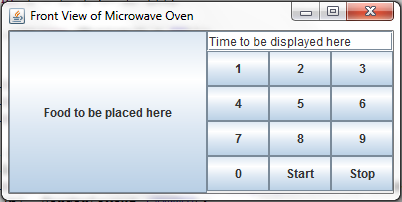 Front View of Microwave Oven
Time to be displayed here
Food to be placed here
1 2 3
4 5 6
7 8 9
0 Start Stop